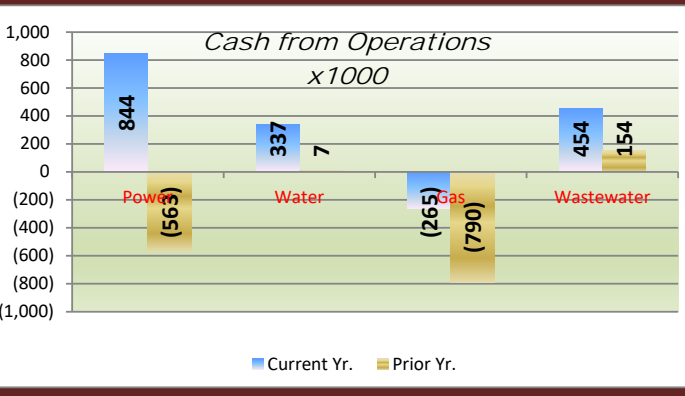 Cash from Operations
x1000
1,000
800
600
400
200
0
(200)
(400)
(600)
(800)
(1,000)
844
(563)
337
7
(265)
(790)
454
154
Power
Water
Gas
Wastewater
Current Yr.
Prior Yr.